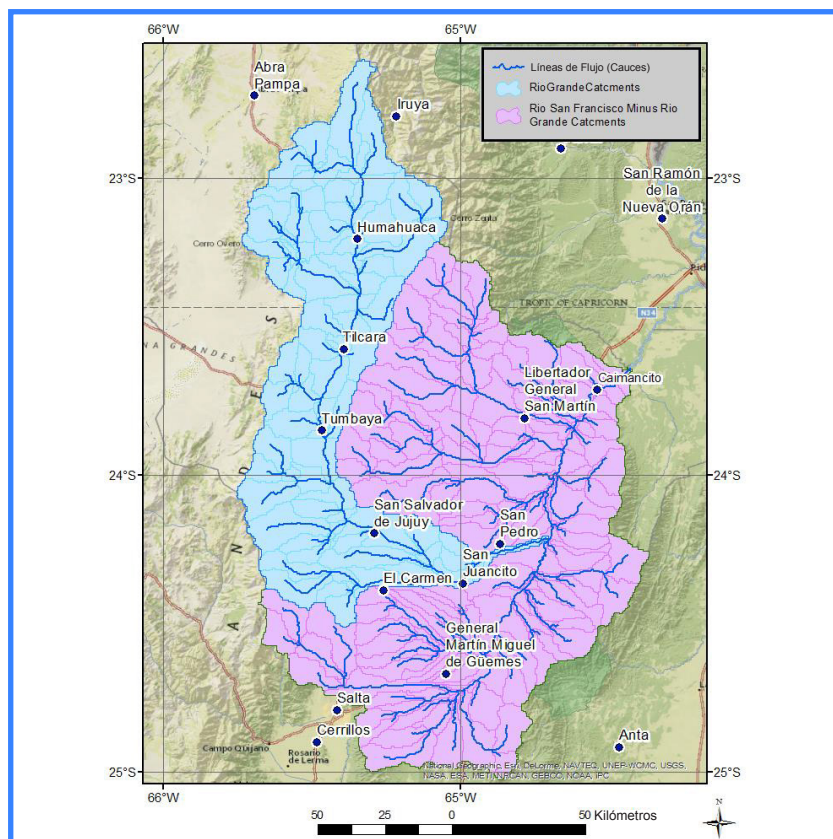 66°W
65°W
Líneas de Flujo (Cauces)
RioGrandeCatcments
Rio San Francisco Minus Rio
Grande Catcments
Abra
Pampa
Iruya
23°S
23°S
San Ramón
de la
Nueva Orán
Humahuaca
Cerro Zenta
Cerro Overo
TROPIC OF CAPRICORN
N34
Tilcara
Libertador
General
San Martín
Caimancito
Tumbaya
24°S
24°S
San Salvador
de Jujuy
San
Pedro
San
Juancito
El Carmen
A N D E S
General
Martín Miguel
de Güemes
Salta
Cerrillos
Campo Quijano
Rosario
de Lerma
Anta
National Geographic, Esri, DeLorme, NAVTEQ, UNEP-WCMC, USGS,
NASA, ESA, METI, NRCAN, GEBCO, NOAA, iPC
25°S
25°S
66°W
65°W
50 25 0 50 Kilómetros
N